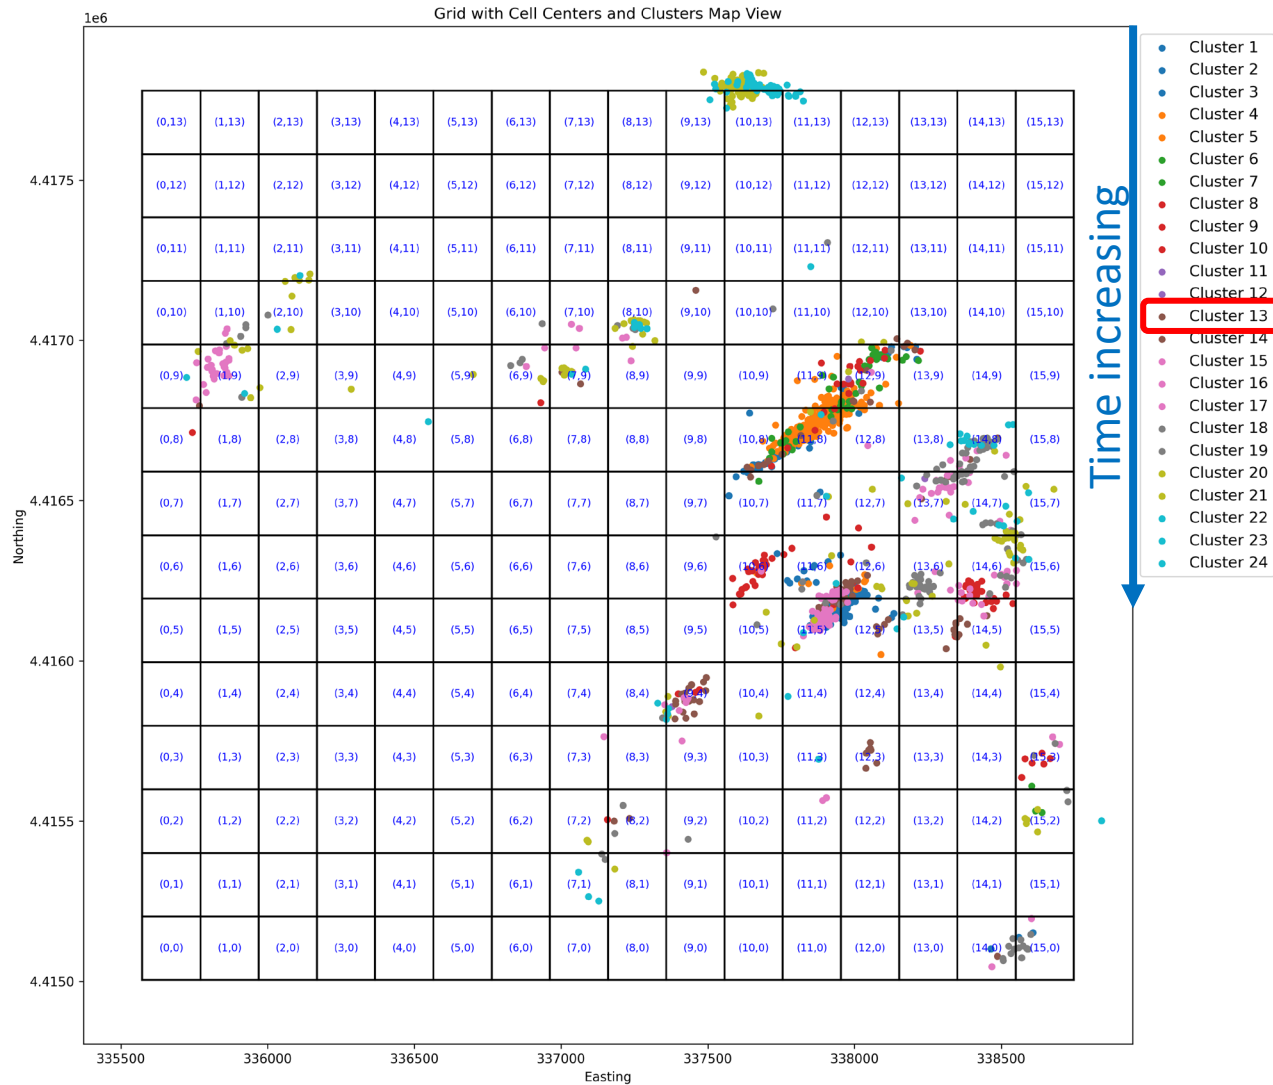 Grid with Cell Centers and Clusters Map View
1e6
(0,13) (1,13) (2,13) (3,13) (4,13) (5,13) (6,13) (7,13) (8,13) (9,13) (10,13) (11,13) (12,13) (13,13) (14,13) (15,13)
4.4175
(0,12) (1,12) (2,12) (3,12) (4,12) (5,12) (6,12) (7,12) (8,12) (9,12) (10,12) (11,12) (12,12) (13,12) (14,12) (15,12)
(0,11) (1,11) (2,11) (3,11) (4,11) (5,11) (6,11) (7,11) (8,11) (9,11) (10,11) (11,11) (12,11) (13,11) (14,11) (15,11)
(0,10) (1,10) (2,10) (3,10) (4,10) (5,10) (6,10) (7,10) (8,10) (9,10) (10,10) (11,10) (12,10) (13,10) (14,10) (15,10)
4.4170
(0,9) (1,9) (2,9) (3,9) (4,9) (5,9) (6,9) (7,9) (8,9) (9,9) (10,9) (11,9) (12,9) (13,9) (14,9) (15,9)
(0,8) (1,8) (2,8) (3,8) (4,8) (5,8) (6,8) (7,8) (8,8) (9,8) (10,8) (11,8) (12,8) (13,8) (14,8) (15,8)
4.4165
(0,7) (1,7) (2,7) (3,7) (4,7) (5,7) (6,7) (7,7) (8,7) (9,7) (10,7) (11,7) (12,7) (13,7) (14,7) (15,7)
(0,6) (1,6) (2,6) (3,6) (4,6) (5,6) (6,6) (7,6) (8,6) (9,6) (10,6) (11,6) (12,6) (13,6) (14,6) (15,6)
(0,5) (1,5) (2,5) (3,5) (4,5) (5,5) (6,5) (7,5) (8,5) (9,5) (10,5) (11,5) (12,5) (13,5) (14,5) (15,5)
4.4160
(0,4) (1,4) (2,4) (3,4) (4,4) (5,4) (6,4) (7,4) (8,4) (9,4) (10,4) (11,4) (12,4) (13,4) (14,4) (15,4)
(0,3) (1,3) (2,3) (3,3) (4,3) (5,3) (6,3) (7,3) (8,3) (9,3) (10,3) (11,3) (12,3) (13,3) (14,3) (15,3)
4.4155
(0,2) (1,2) (2,2) (3,2) (4,2) (5,2) (6,2) (7,2) (8,2) (9,2) (10,2) (11,2) (12,2) (13,2) (14,2) (15,2)
(0,1) (1,1) (2,1) (3,1) (4,1) (5,1) (6,1) (7,1) (8,1) (9,1) (10,1) (11,1) (12,1) (13,1) (14,1) (15,1)
(0,0) (1,0) (2,0) (3,0) (4,0) (5,0) (6,0) (7,0) (8,0) (9,0) (10,0) (11,0) (12,0) (13,0) (14,0) (15,0)
4.4150
335500 336000 336500 337000 337500 338000 338500
Easting
Northing
Time increasing
Cluster 1
Cluster 2
Cluster 3
Cluster 4
Cluster 5
Cluster 6
Cluster 7
Cluster 8
Cluster 9
Cluster 10
Cluster 11
Cluster 12
Cluster 13
Cluster 14
Cluster 15
Cluster 16
Cluster 17
Cluster 18
Cluster 19
Cluster 20
Cluster 21
Cluster 22
Cluster 23
Cluster 24